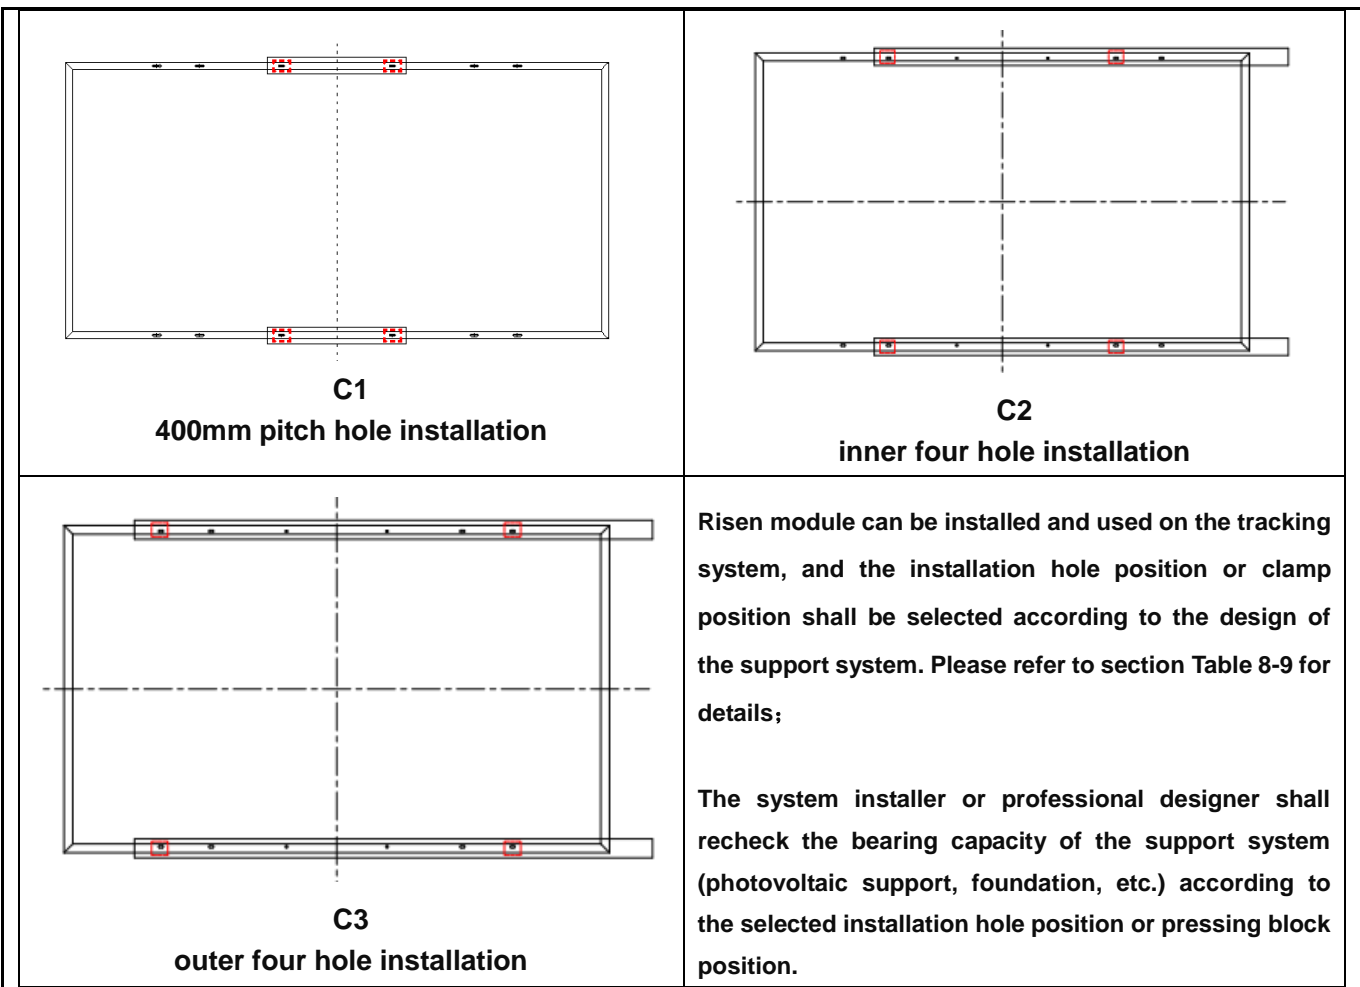 C1
400mm pitch hole installation
C2
inner four hole installation
C3
outer four hole installation
Risen module can be installed and used on the tracking
system, and the installation hole position or clamp
position shall be selected according to the design of
the support system. Please refer to section Table 8-9 for
details；
The system installer or professional designer shall
recheck the bearing capacity of the support system
(photovoltaic support, foundation, etc.) according to
the selected installation hole position or pressing block
position.